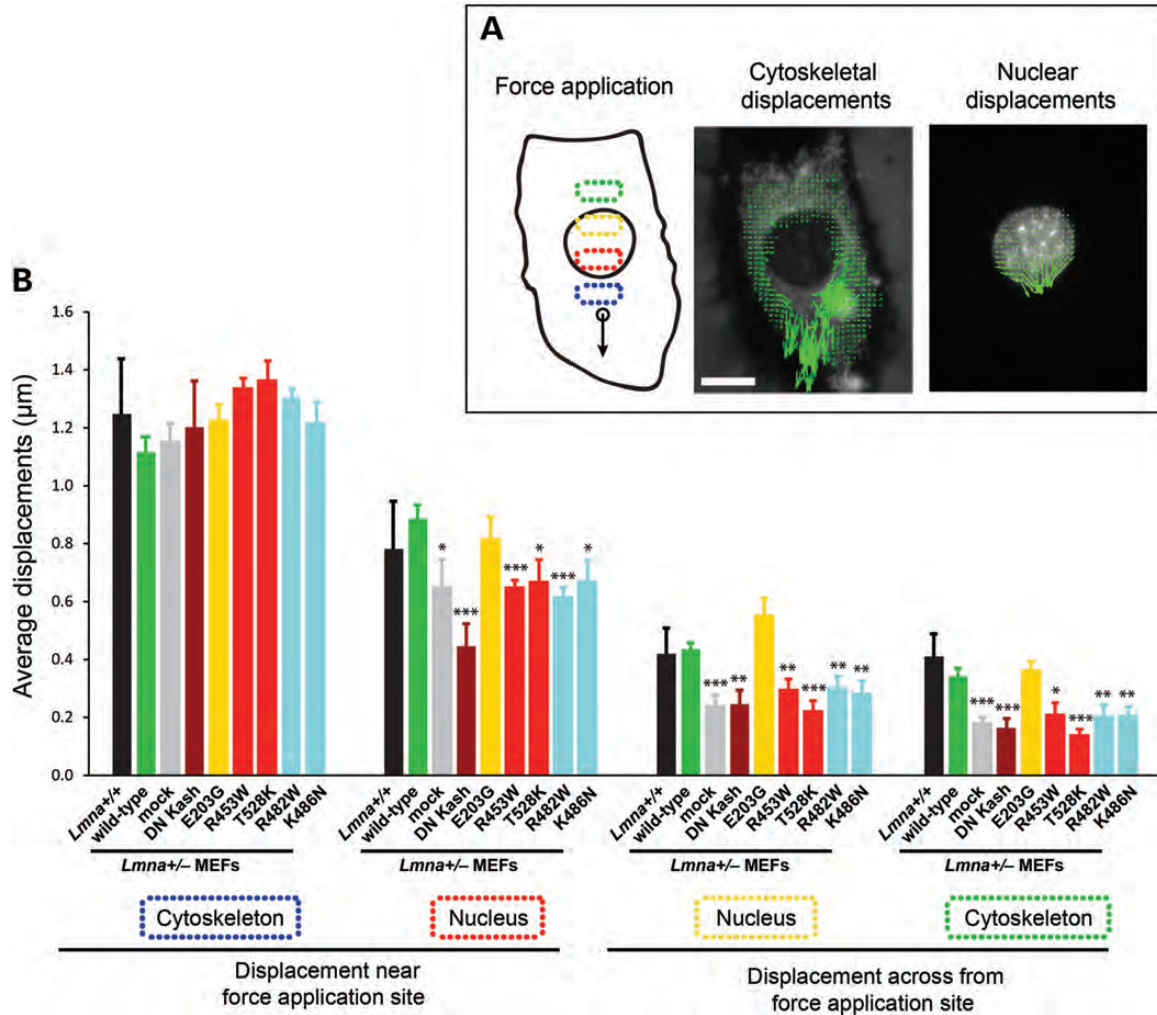 A
Force application
Cytoskeletal
displacements
Nuclear
displacements
B
Average displacements (µm)
1.6
1.4
1.2
1.0
0.8
0.6
0.4
0.2
0.0
*
***
***
*
***
*
***
**
**
***
**
**
***
***
*
***
**
**
Lmna+/+
wild-type
mock
DN Kash
E203G
R453W
T528K
R482W
K486N
Lmna+/– MEFs
Lmna+/+
wild-type
mock
DN Kash
E203G
R453W
T528K
R482W
K486N
Lmna+/– MEFs
Lmna+/+
wild-type
mock
DN Kash
E203G
R453W
T528K
R482W
K486N
Lmna+/– MEFs
Lmna+/+
wild-type
mock
DN Kash
E203G
R453W
T528K
R482W
K486N
Lmna+/– MEFs
Cytoskeleton
Nucleus
Nucleus
Cytoskeleton
Displacement near
force application site
Displacement across from
force application site